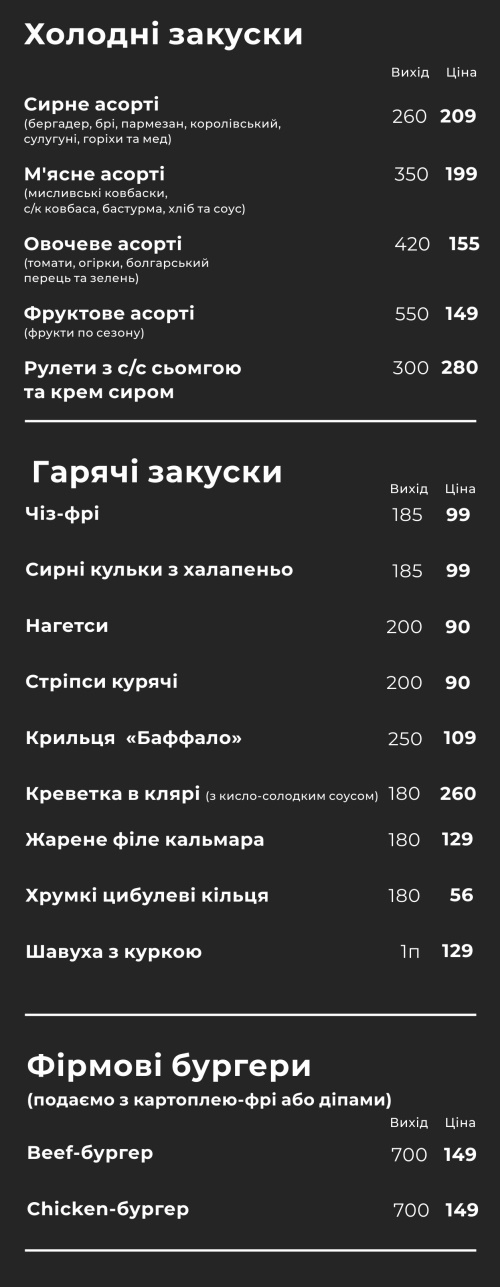 Холодні закуски
Вихід Ціна
Сирне асорті 260 209
(бергадер, брі, пармезан, королівський,
сулугуні, горіхи та мед)
М'ясне асорті 350 199
(мисливські ковбаски,
с/к ковбаса, бастурма, хліб та соус)
Овочеве асорті 420 155
(томати, огірки, болгарський
перець та зелень)
Фруктове асорті 550 149
(фрукти по сезону)
Рулети з с/с сьомгою 300 280
та крем сиром
Гарячі закуски
Вихід Ціна
Чіз-фрі 185 99
Сирні кульки з халапеньо 185 99
Нагетси 200 90
Стріпси курячі 200 90
Крильця «Баффало» 250 109
Креветка в клярі (з кисло-солодким соусом) 180 260
Жарене філе кальмара 180 129
Хрумкі цибулеві кільця 180 56
Шавуха з куркою 1п 129
Фірмові бургери
(подаємо з картоплею-фрі або діпами)
Вихід Ціна
Beef-бургер 700 149
Chicken-бургер 700 149